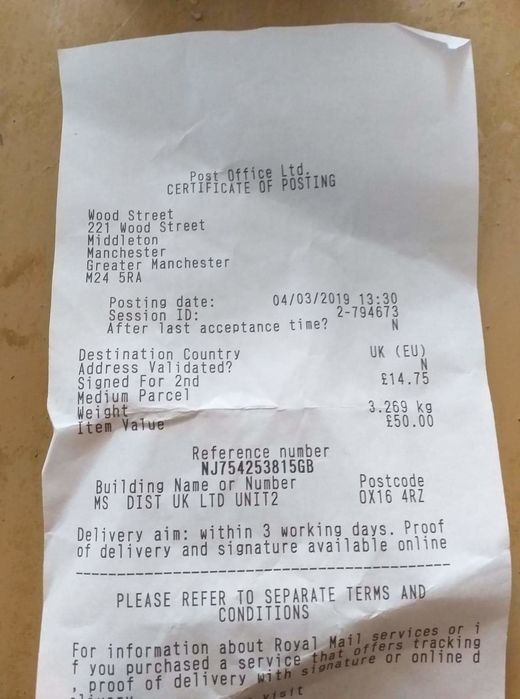 Post Office Ltd.
CERTIFICATE OF POSTING
Wood Street
221 Wood Street
Middleton
Manchester
Greater Manchester
M24 5RA
Posting date: 04/03/2019 13:30
Session ID: 2-794673
After last acceptance time? N
Destination Country UK (EU)
Address Validated? N
Signed For 2nd £14.75
Medium Parcel
Weight 3.269 kg
Item Value £50.00
Reference number
NJ754253815GB
Building Name or Number Postcode
MS DIST UK LTD UNIT2 OX16 4RZ
Delivery aim: within 3 working days. Proof
of delivery and signature available online
PLEASE REFER TO SEPARATE TERMS AND
CONDITIONS
For information about Royal Mail services or i
f you purchased a service that offers tracking
, proof of delivery with signature or online d
visit